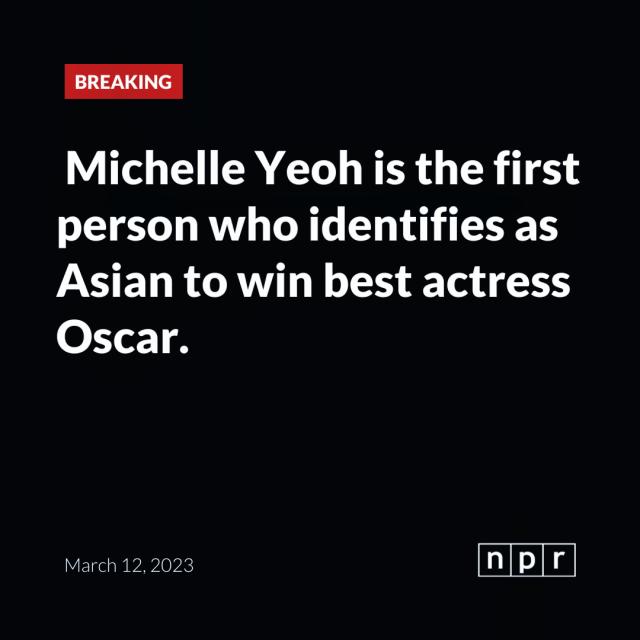 BREAKING
Michelle Yeoh is the first
person who identifies as
Asian to win best actress
Oscar.
March 12, 2023
npr